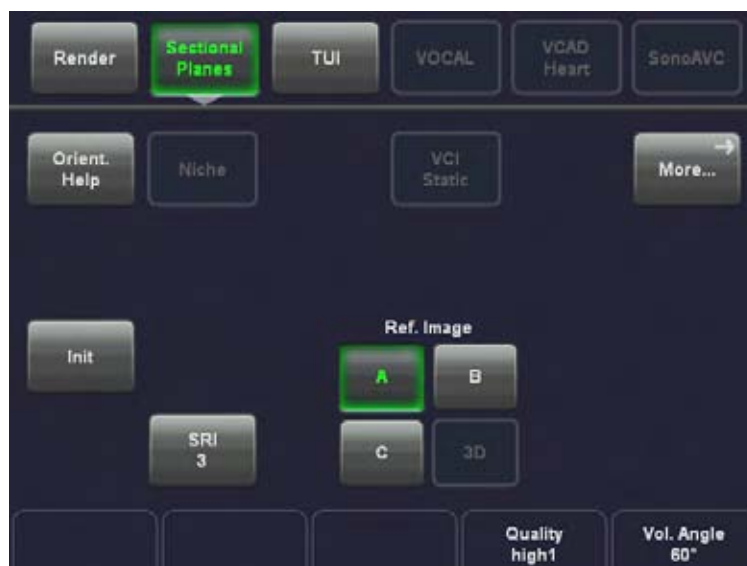 Render
Sectional
Planes
TUI
VOCAL
VCAD
Heart
SonoAVC
Orient.
Help
Niche
VCI
Static
More...
Init
Ref. Image
A
B
SRI
3
C
3D
Quality
high1
Vol. Angle
60°